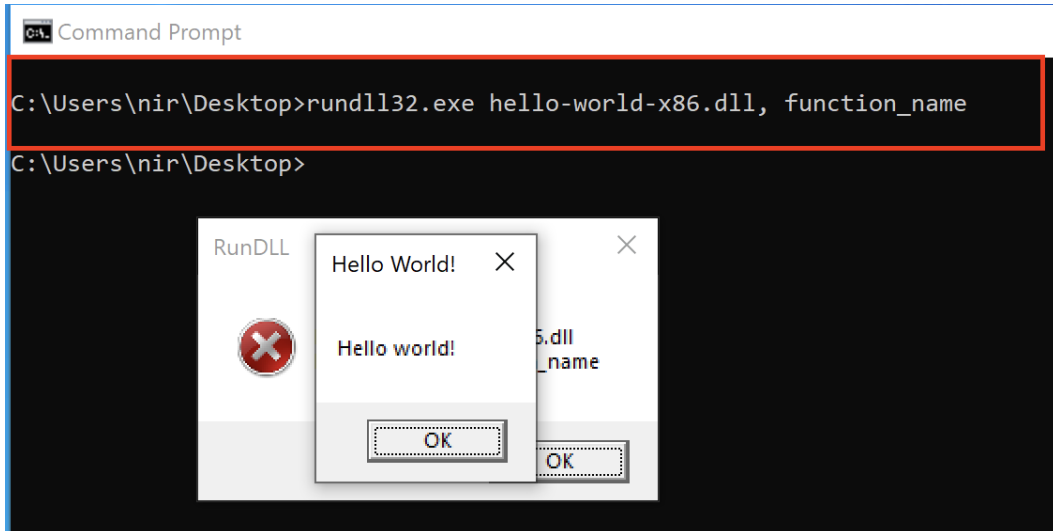 Command Prompt
C:\Users\nir\Desktop>rundll32.exe hello-world-x86.dll, function_name
C:\Users\nir\Desktop>
RunDLL
Hello World!
Hello world!
.dll
_name
OK
OK